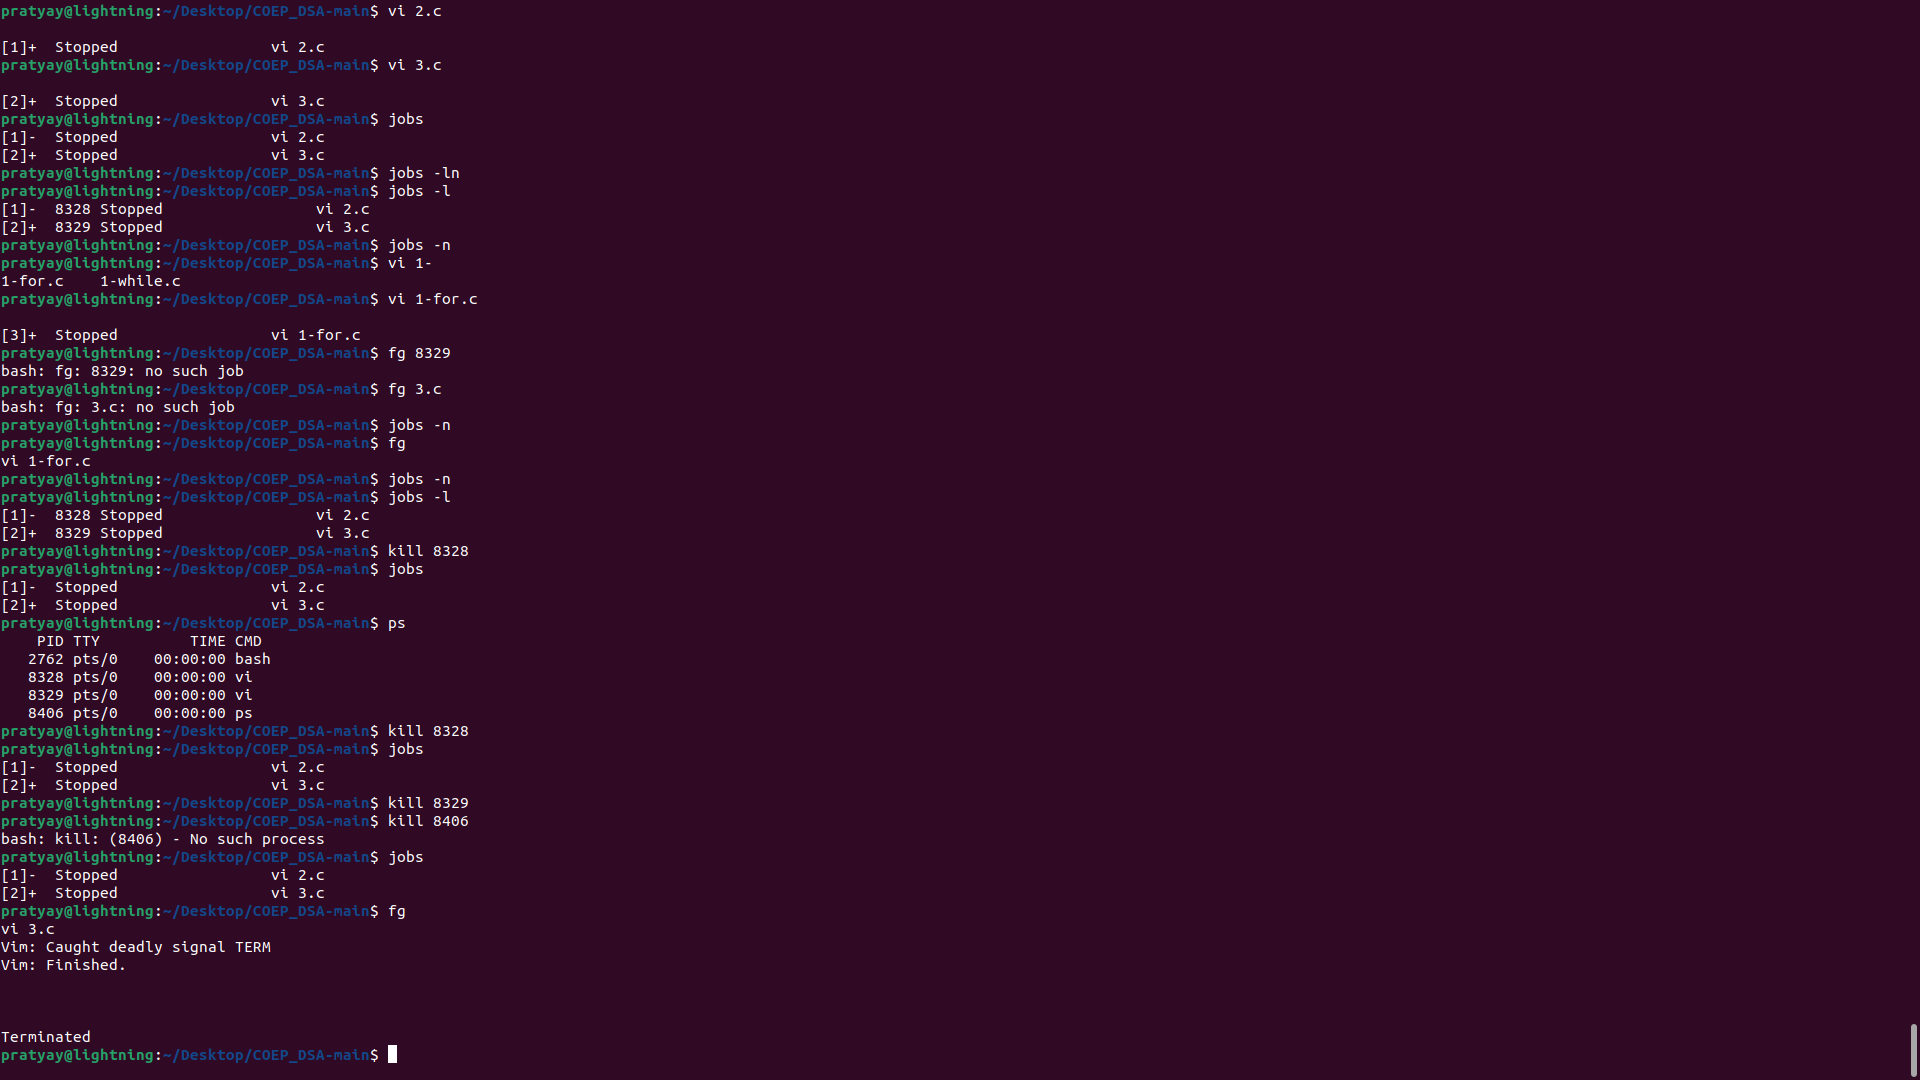 pratyay@lightning:~/Desktop/COEP_DSA-main$ vi 2.c
[1]+  Stopped                 vi 2.c
pratyay@lightning:~/Desktop/COEP_DSA-main$ vi 3.c
[2]+  Stopped                 vi 3.c
pratyay@lightning:~/Desktop/COEP_DSA-main$ jobs
[1]-  Stopped                 vi 2.c
[2]+  Stopped                 vi 3.c
pratyay@lightning:~/Desktop/COEP_DSA-main$ jobs -ln
pratyay@lightning:~/Desktop/COEP_DSA-main$ jobs -l
[1]-  8328 Stopped                 vi 2.c
[2]+  8329 Stopped                 vi 3.c
pratyay@lightning:~/Desktop/COEP_DSA-main$ jobs -n
pratyay@lightning:~/Desktop/COEP_DSA-main$ vi 1-
1-for.c    1-while.c
pratyay@lightning:~/Desktop/COEP_DSA-main$ vi 1-for.c
[3]+  Stopped                 vi 1-for.c
pratyay@lightning:~/Desktop/COEP_DSA-main$ fg 8329
bash: fg: 8329: no such job
pratyay@lightning:~/Desktop/COEP_DSA-main$ fg 3.c
bash: fg: 3.c: no such job
pratyay@lightning:~/Desktop/COEP_DSA-main$ jobs -n
pratyay@lightning:~/Desktop/COEP_DSA-main$ fg
vi 1-for.c
pratyay@lightning:~/Desktop/COEP_DSA-main$ jobs -n
pratyay@lightning:~/Desktop/COEP_DSA-main$ jobs -l
[1]-  8328 Stopped                 vi 2.c
[2]+  8329 Stopped                 vi 3.c
pratyay@lightning:~/Desktop/COEP_DSA-main$ kill 8328
pratyay@lightning:~/Desktop/COEP_DSA-main$ jobs
[1]-  Stopped                 vi 2.c
[2]+  Stopped                 vi 3.c
pratyay@lightning:~/Desktop/COEP_DSA-main$ ps
    PID TTY          TIME CMD
   2762 pts/0    00:00:00 bash
   8328 pts/0    00:00:00 vi
   8329 pts/0    00:00:00 vi
   8406 pts/0    00:00:00 ps
pratyay@lightning:~/Desktop/COEP_DSA-main$ kill 8328
pratyay@lightning:~/Desktop/COEP_DSA-main$ jobs
[1]-  Stopped                 vi 2.c
[2]+  Stopped                 vi 3.c
pratyay@lightning:~/Desktop/COEP_DSA-main$ kill 8329
pratyay@lightning:~/Desktop/COEP_DSA-main$ kill 8406
bash: kill: (8406) - No such process
pratyay@lightning:~/Desktop/COEP_DSA-main$ jobs
[1]-  Stopped                 vi 2.c
[2]+  Stopped                 vi 3.c
pratyay@lightning:~/Desktop/COEP_DSA-main$ fg
vi 3.c
Vim: Caught deadly signal TERM
Vim: Finished.
Terminated
pratyay@lightning:~/Desktop/COEP_DSA-main$